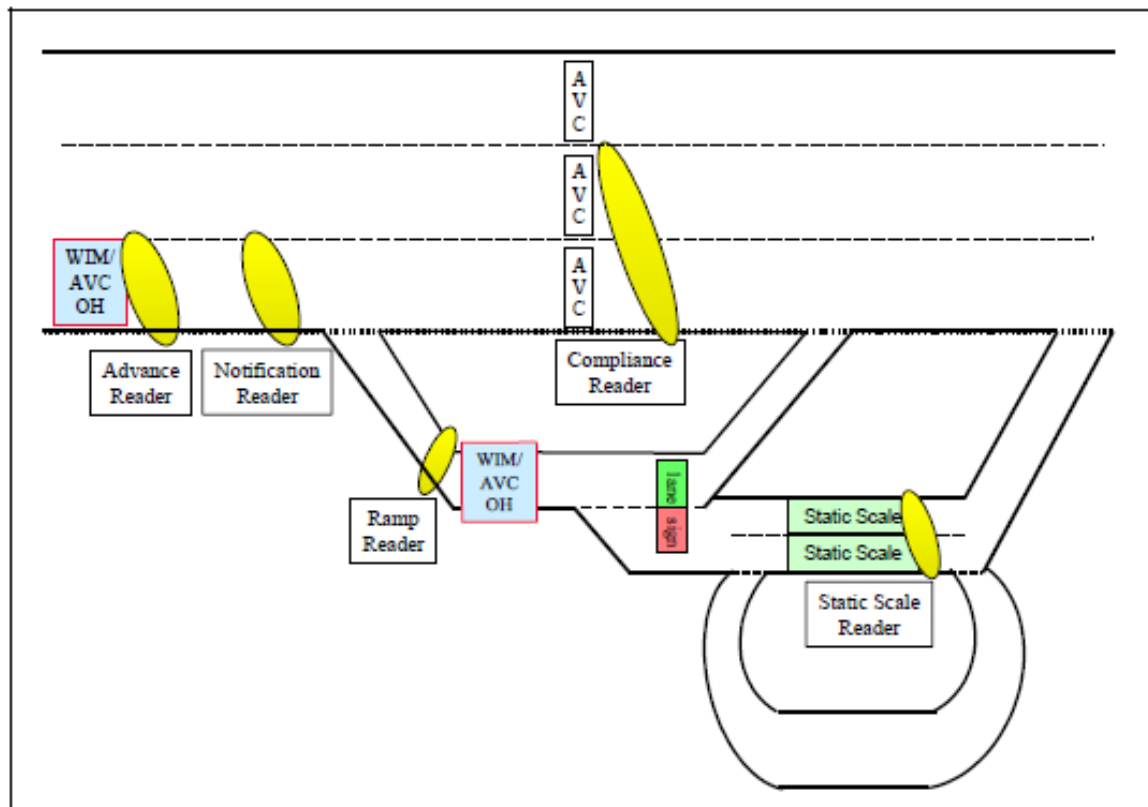 A
V
C
A
V
C
A
V
C
WIM/
AVC
OH
Advance
Reader
Notification
Reader
Compliance
Reader
WIM/
AVC
OH
Ramp
Reader
lane
sign
Static Scale
Static Scale
Static Scale
Reader